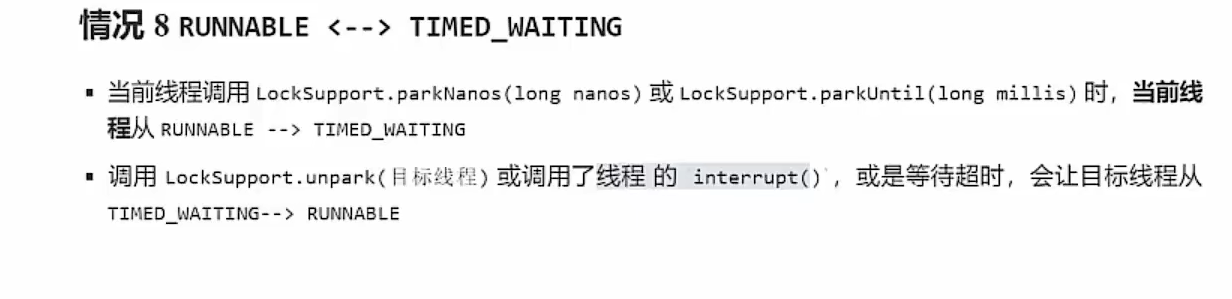 情况 8 RUNNABLE <--> TIMED_WAITING
▪ 当前线程调用 LockSupport.parkNanos(long nanos) 或 LockSupport.parkUntil(long millis) 时，当前线
程从 RUNNABLE --> TIMED_WAITING
▪ 调用 LockSupport.unpark(目标线程) 或调用了线程 的 interrupt() ，或是等待超时，会让目标线程从
TIMED_WAITING--> RUNNABLE